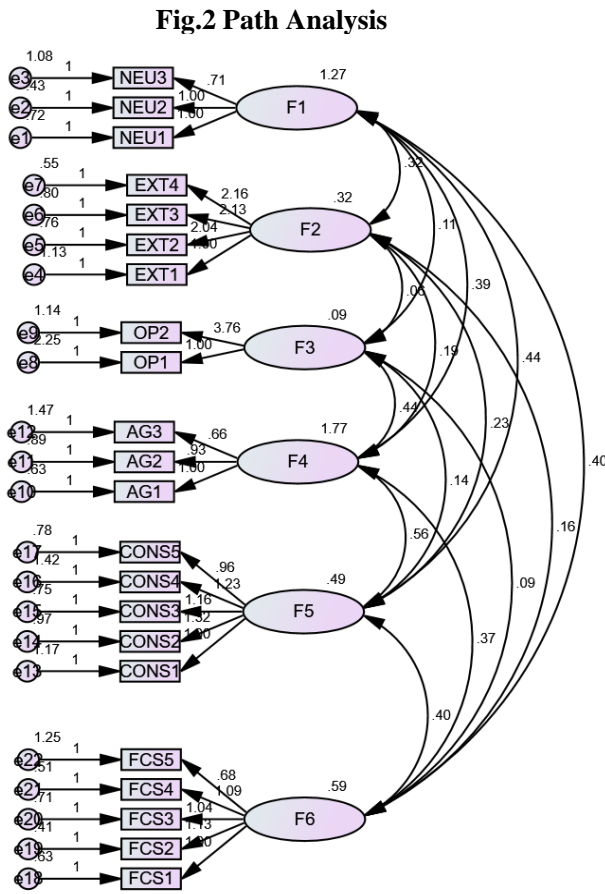 Fig.2 Path Analysis
1.08
e3 1 NEU3 .71 1.27
.43
e2 1 NEU2 1.00 F1
.72
e1 1 NEU1 1.00
.32
.55
e7 1 EXT4 2.16 .32
.80
e6 1 EXT3 2.13 .11
.76
e5 1 EXT2 2.04 F2
1.13
e4 1 EXT1 1.00
.06 .39
1.14
e9 1 OP2 3.76 .09
2.25
e8 1 OP1 1.00 F3 .19 .44
1.47
e12 1 AG3 .66 1.77 .44 .23
.89
e11 1 AG2 .93 F4 .40
.63
e10 1 AG1 1.00 .14
.56 .16
.78
e17 1 CONS5 .96 .49
1.42
e16 1 CONS4 1.23 .09
.75
e15 1 CONS3 1.16 F5
.97
e14 1 CONS2 1.32 .37
1.17
e13 1 CONS1 1.00
.40
1.25
e22 1 FCS5 .68 .59
.51
e21 1 FCS4 1.09
.71
e20 1 FCS3 1.04 F6
.41
e19 1 FCS2 1.13
.63
e18 1 FCS1 1.00